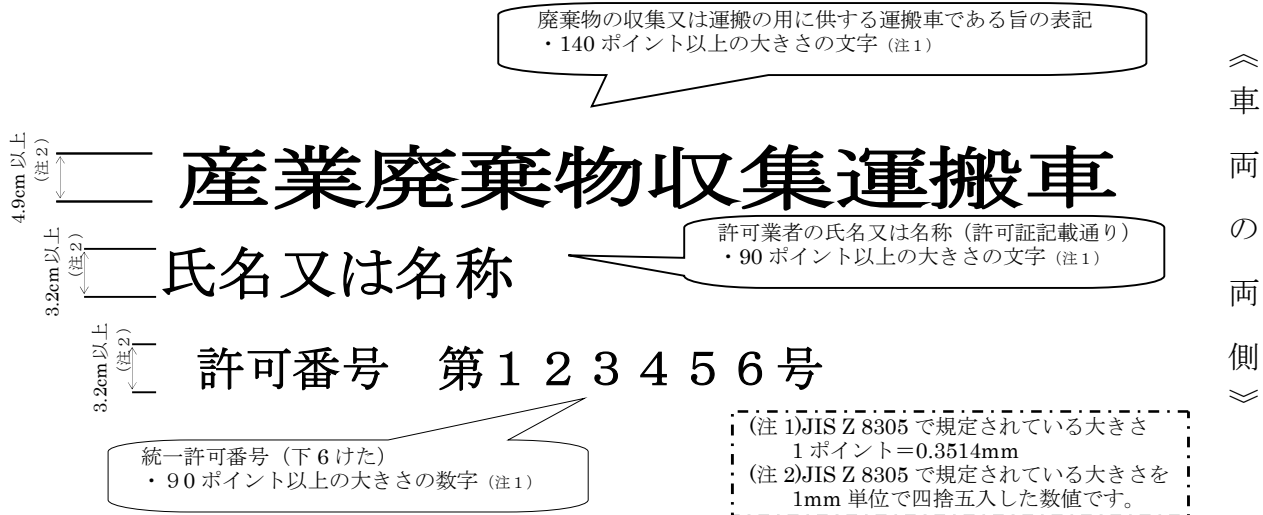 廃棄物の収集又は運搬の用に供する運搬車である旨の表記
・140 ポイント以上の大きさの文字（注１）
《車両の両側》
4.9cm 以上
（注２）
産業廃棄物収集運搬車
3.2cm 以上
（注２）
氏名又は名称
許可業者の氏名又は名称（許可証記載通り）
・90 ポイント以上の大きさの文字（注１）
3.2cm 以上
（注２）
許可番号　第１２３４５６号
統一許可番号（下 6 けた）
・９0 ポイント以上の大きさの数字（注１）
(注 1)JIS Z 8305 で規定されている大きさ
1 ポイント＝0.3514mm
(注 2)JIS Z 8305 で規定されている大きさを
1mm 単位で四捨五入した数値です。